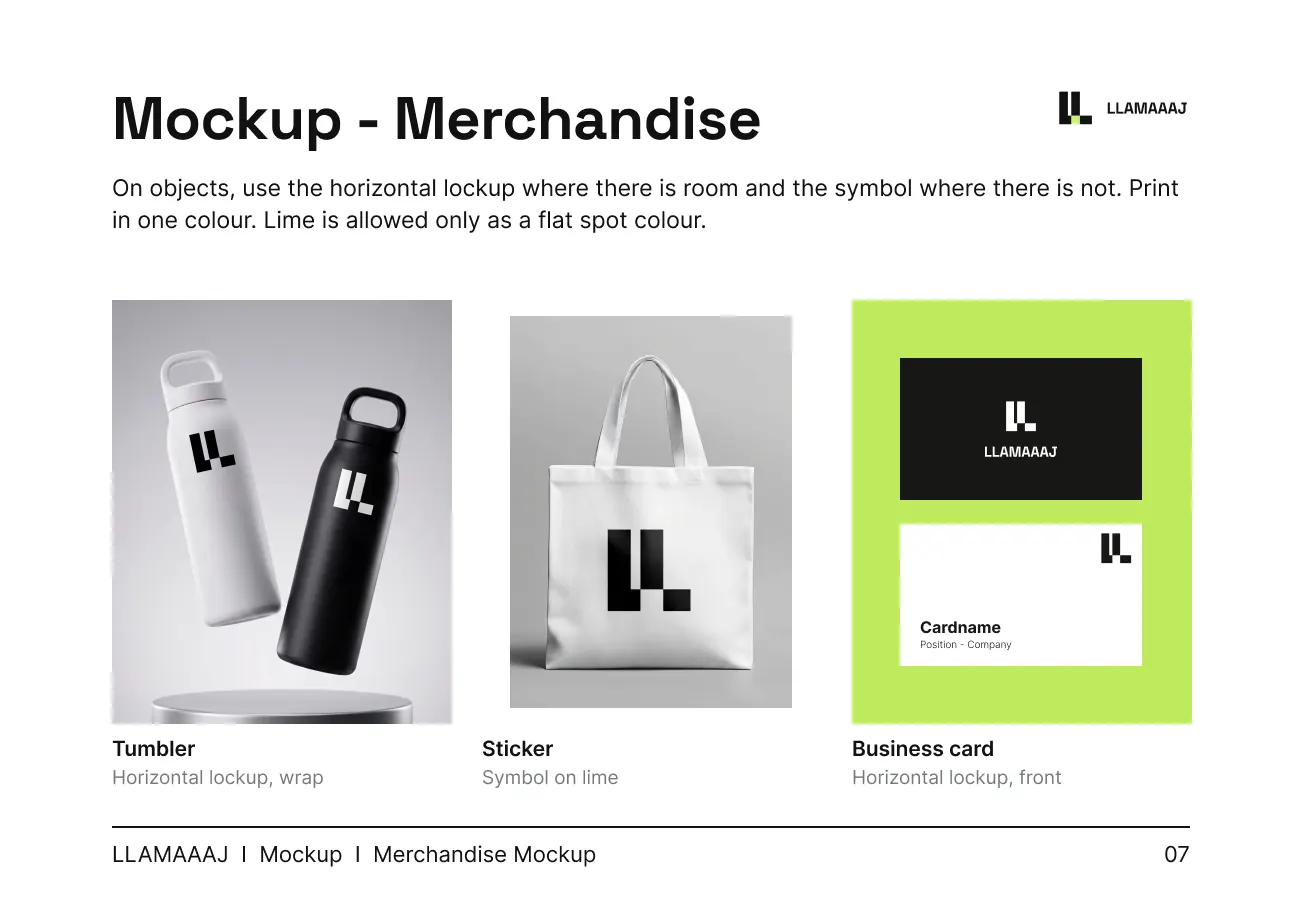 Mockup - Merchandise
LLAMAAAJ
On objects, use the horizontal lockup where there is room and the symbol where there is not. Print
in one colour. Lime is allowed only as a flat spot colour.
LLAMAAAJ
Cardname
Position - Company
Tumbler
Horizontal lockup, wrap
Sticker
Symbol on lime
Business card
Horizontal lockup, front
LLAMAAAJ I Mockup I Merchandise Mockup
07